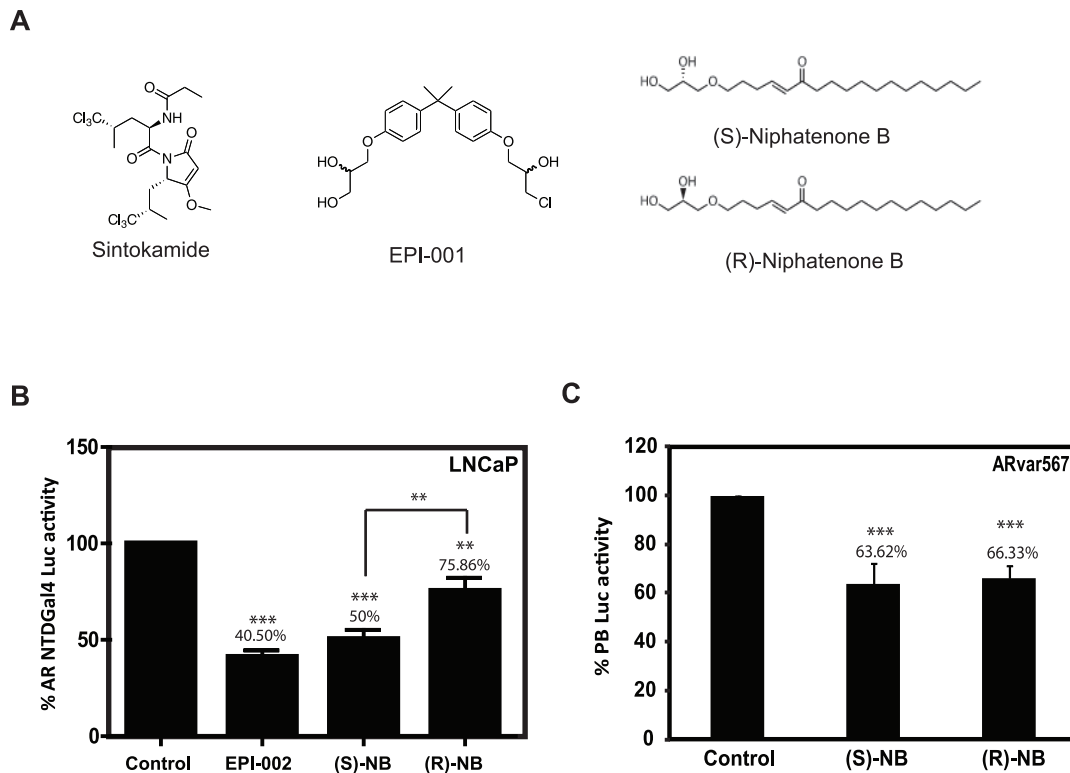 A
O
N
H
Cl3C
O
O
N
O
Cl3C
Sintokamide
O
O
HO
OH
HO
Cl
EPI-001
OH
O
HO
O
(S)-Niphatenone B
OH
O
HO
O
(R)-Niphatenone B
B
% AR NTDGal4 Luc activity
150
100
50
0
LNCaP
**
***
40.50%
***
50%
**
75.86%
Control EPI-002 (S)-NB (R)-NB
C
% PB Luc activity
120
100
80
60
40
20
0
ARvar567
***
63.62%
***
66.33%
Control (S)-NB (R)-NB